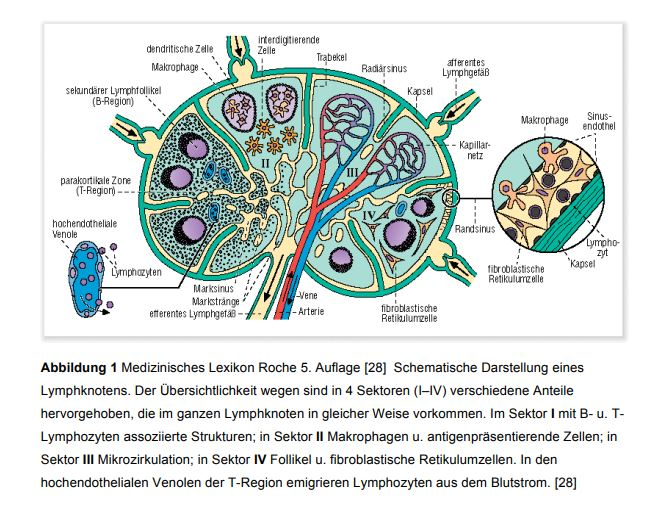 dendritische Zelle
interdigitierende
Zelle
Makrophage
Trabekel
afferentes
Lymphgefäß
Radiärsinus
sekundärer Lymphfollikel
(B-Region)
Kapsel
Makrophage
Sinus-
endothel
II
Kapillar-
netz
III
parakortikale Zone
(T-Region)
I
IV
hochendotheliale
Venole
Randsinus
Lympho-
zyt
Lymphozyten
Kapsel
fibroblastische
Retikulumzelle
Marksinus
Markstränge
efferentes Lymphgefäß
Vene
Arterie
fibroblastische
Retikulumzelle
Abbildung 1 Medizinisches Lexikon Roche 5. Auflage [28] Schematische Darstellung eines
Lymphknotens. Der Übersichtlichkeit wegen sind in 4 Sektoren (I–IV) verschiedene Anteile
hervorgehoben, die im ganzen Lymphknoten in gleicher Weise vorkommen. Im Sektor I mit B- u. T-
Lymphozyten assoziierte Strukturen; in Sektor II Makrophagen u. antigenpräsentierende Zellen; in
Sektor III Mikrozirkulation; in Sektor IV Follikel u. fibroblastische Retikulumzellen. In den
hochendothelialen Venolen der T-Region emigrieren Lymphozyten aus dem Blutstrom. [28]